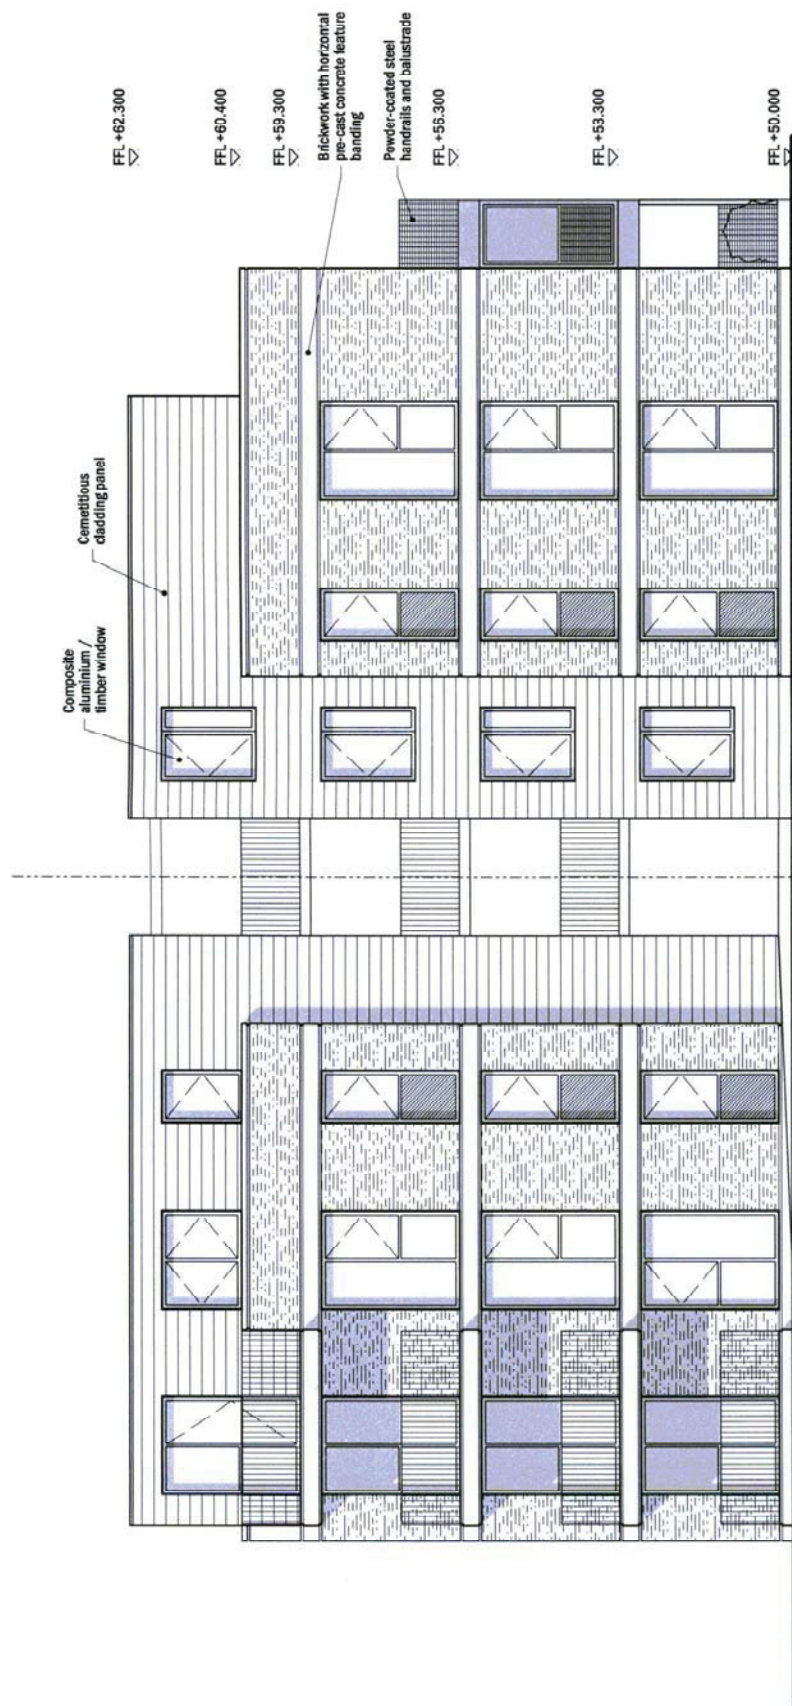 Composite
aluminium /
timber window
Cemetitious
cladding panel
Brickwork with horizontal
pre-cast concrete feature
banding
Powder-coated steel
handrails and balustrade
FFL +62.300
FFL +60.400
FFL +59.300
FFL +56.300
FFL +53.300
FFL +50.000